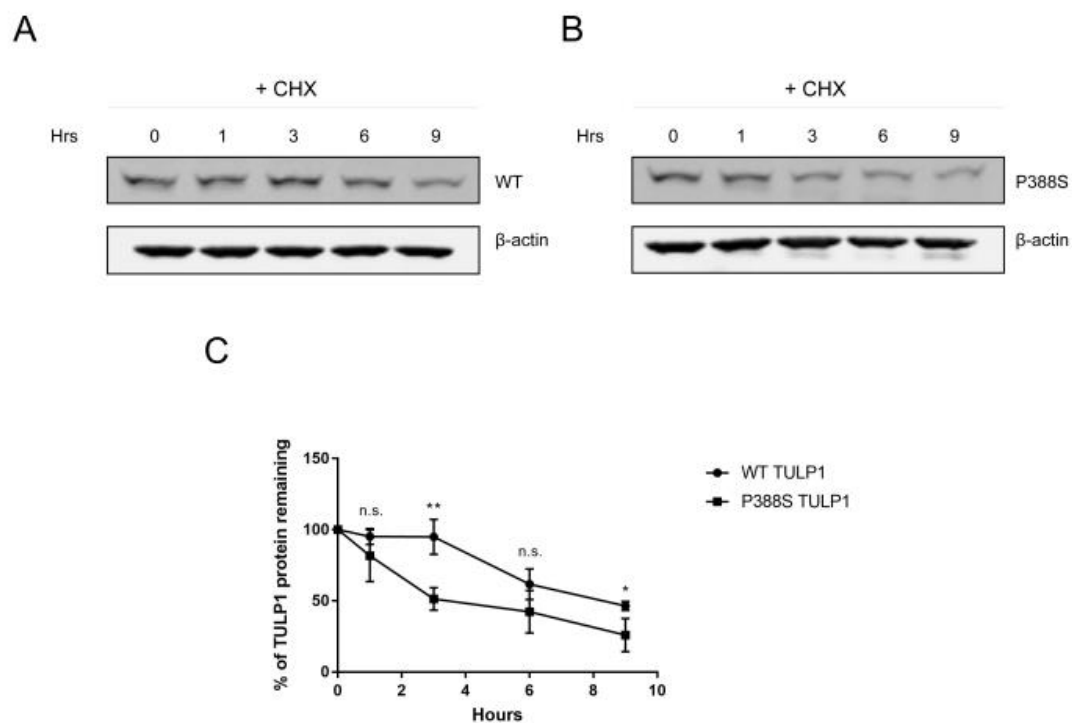 A
B
+ CHX
+ CHX
Hrs 0 1 3 6 9
Hrs 0 1 3 6 9
WT
P388S
β-actin
β-actin
C
150
100
50
0
% of TULP1 protein remaining
n.s.
**
n.s.
*
0 2 4 6 8 10
Hours
WT TULP1
P388S TULP1